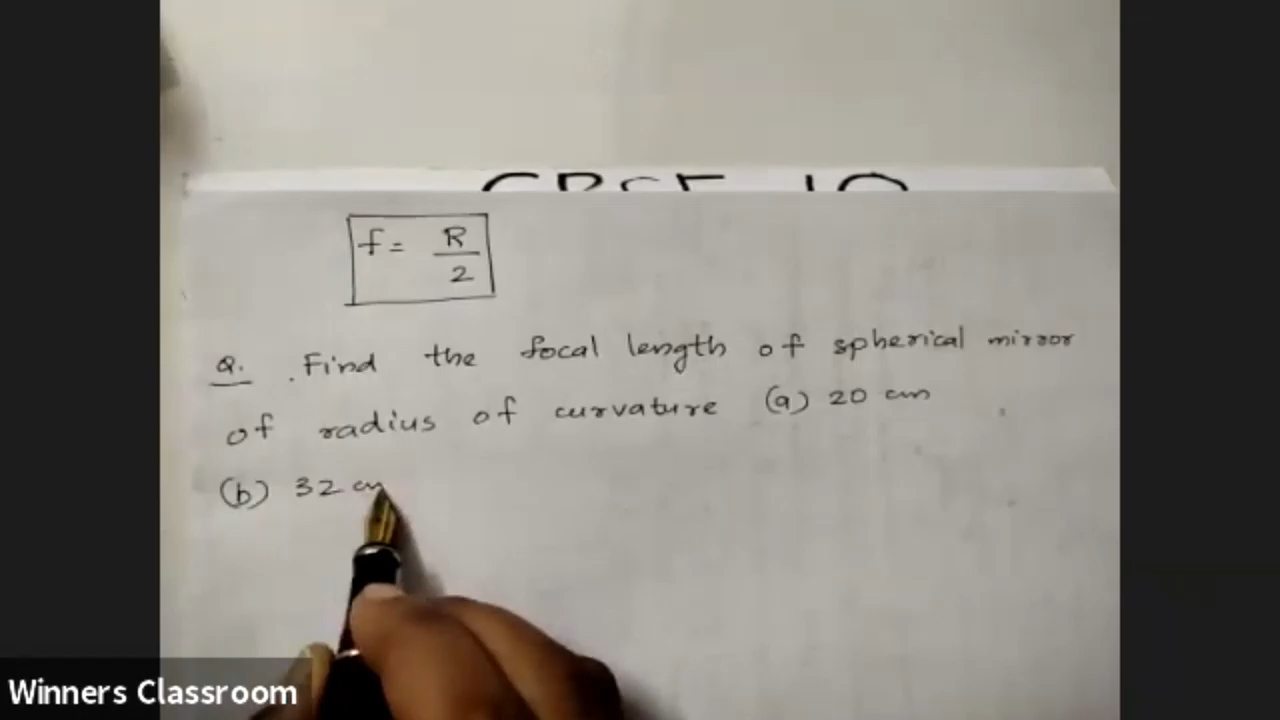 f = R/2
Q. Find the focal length of spherical mirror
of radius of curvature (a) 20 cm
(b) 32 cm
Winners Classroom